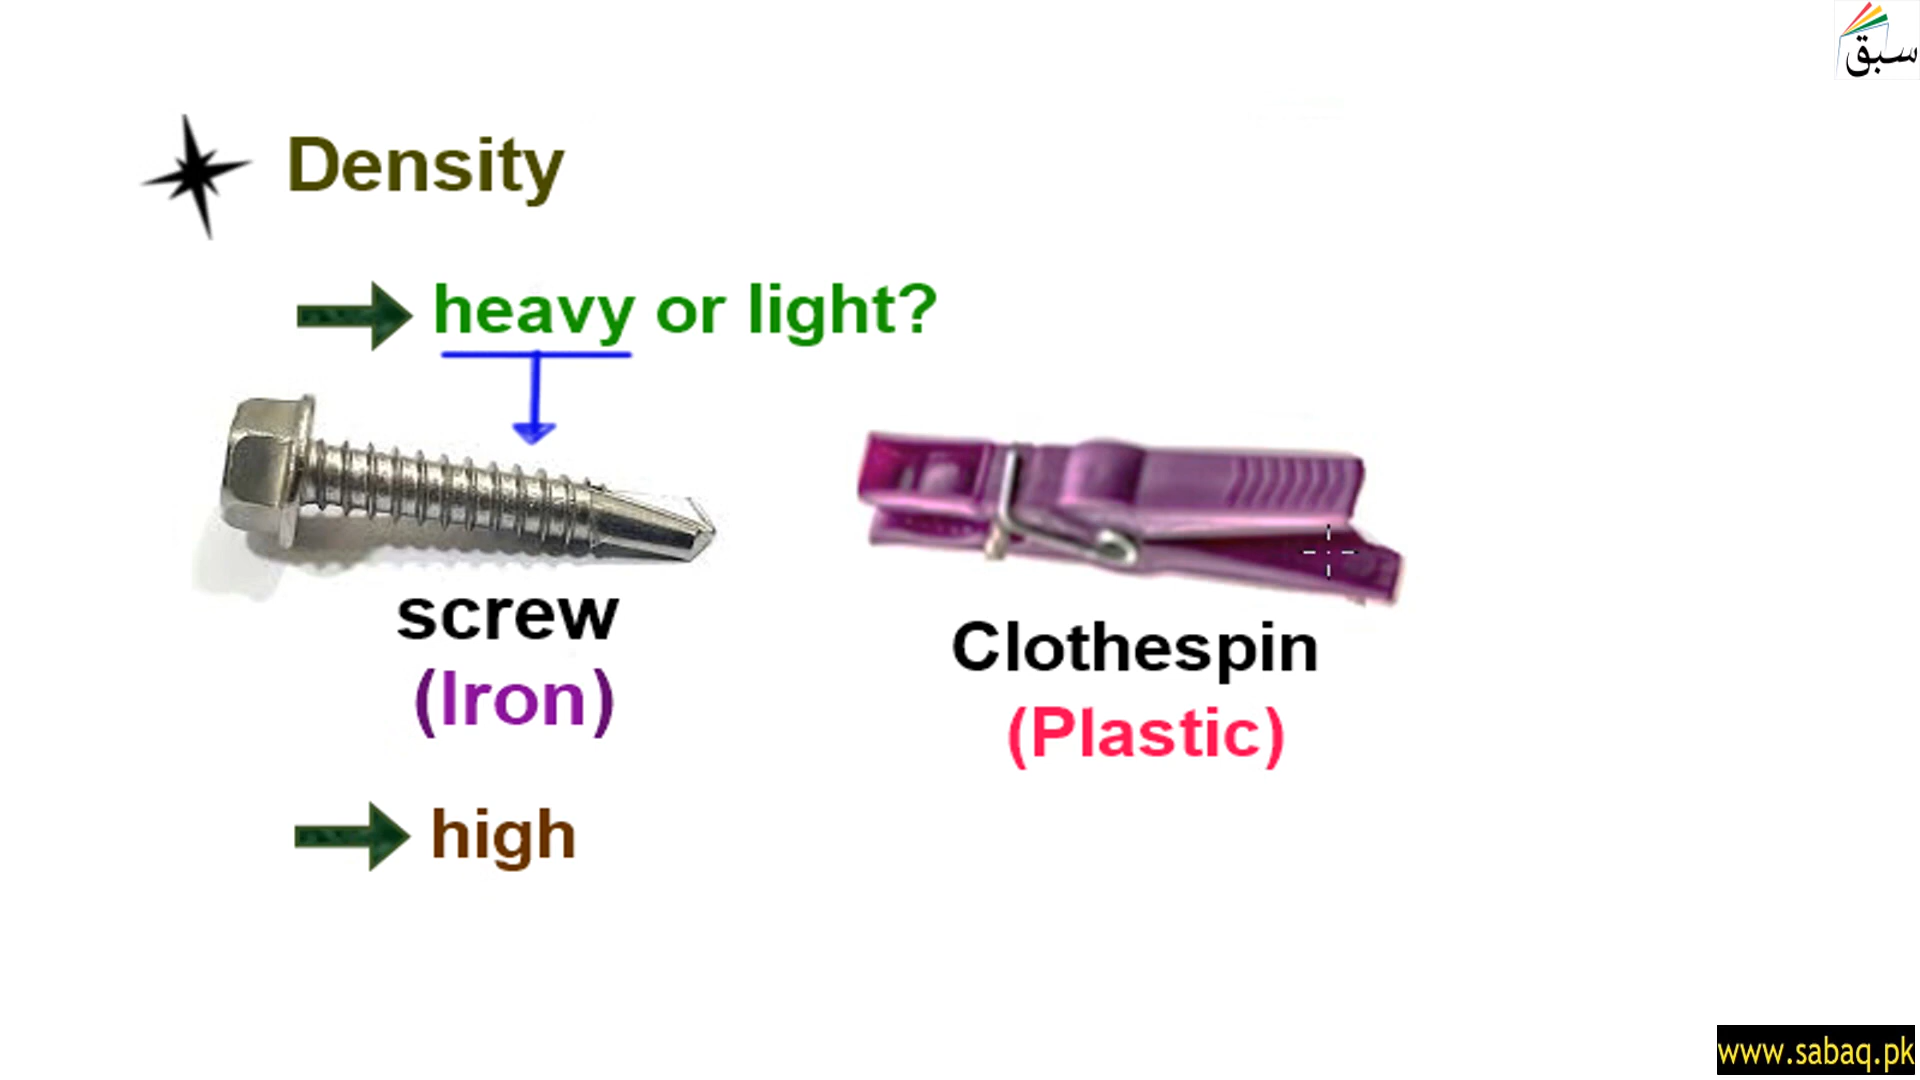 سبق
Density
heavy or light?
screw
(Iron)
Clothespin
(Plastic)
high
www.sabaq.pk